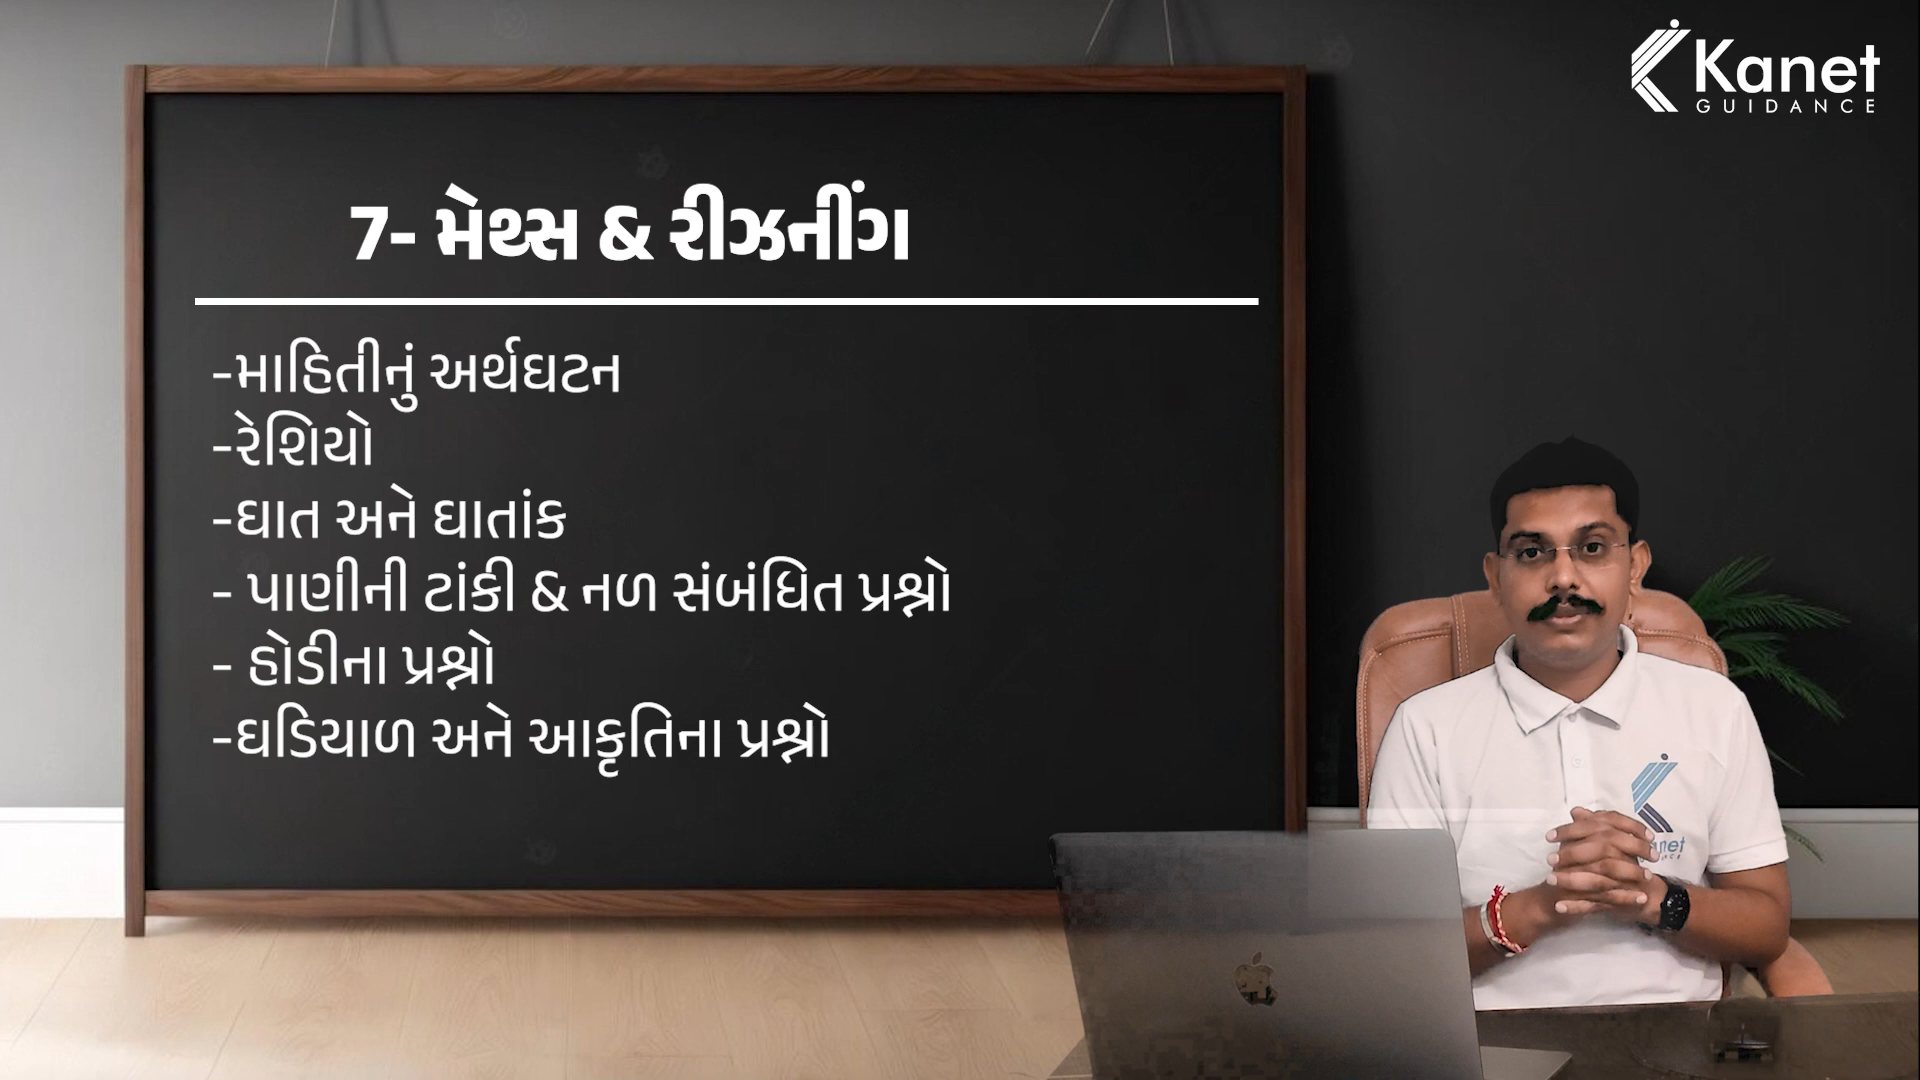 Kanet
GUIDANCE
7- મેથ્સ & રીઝનીંગ
-માહિતીનું અર્થઘટન
-રેશિયો
-ઘાત અને ઘાતાંક
- પાણીની ટાંકી & નળ સંબંધિત પ્રશ્નો
- હોડીના પ્રશ્નો
-ઘડિયાળ અને આકૃતિના પ્રશ્નો